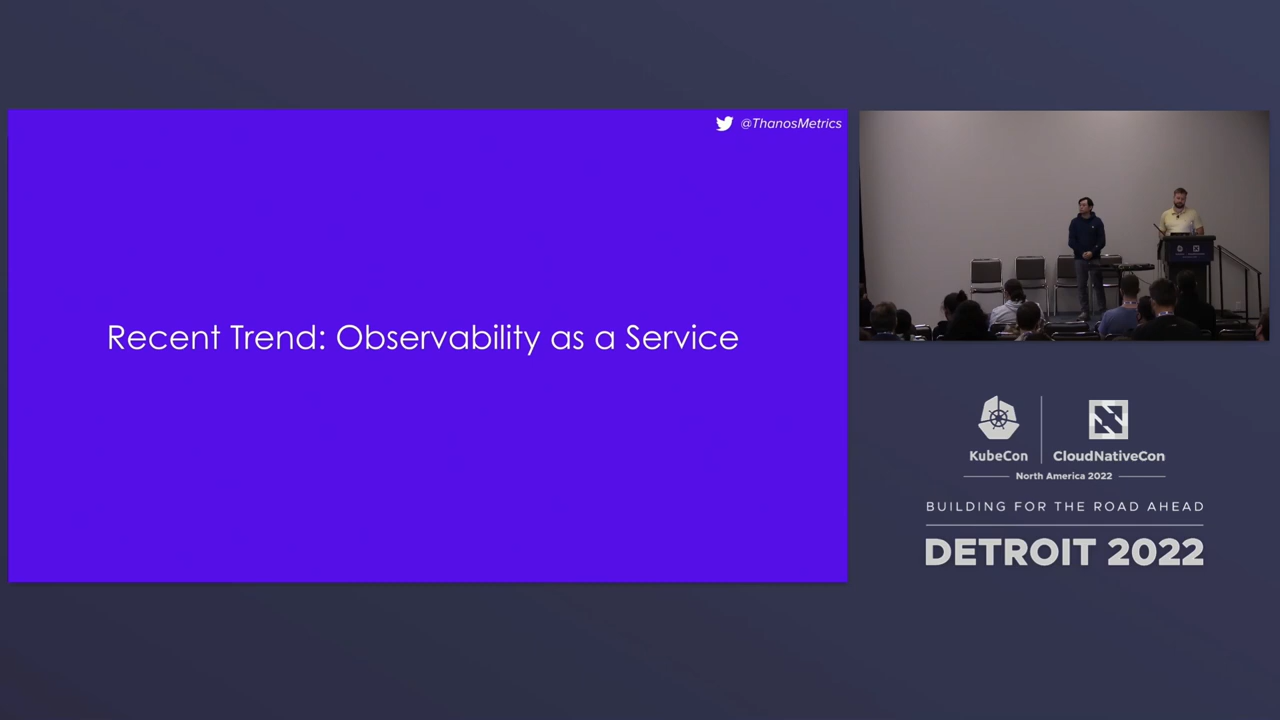 @ThanosMetrics
Recent Trend: Observability as a Service
KubeCon
CloudNativeCon
North America 2022
BUILDING FOR THE ROAD AHEAD
DETROIT 2022